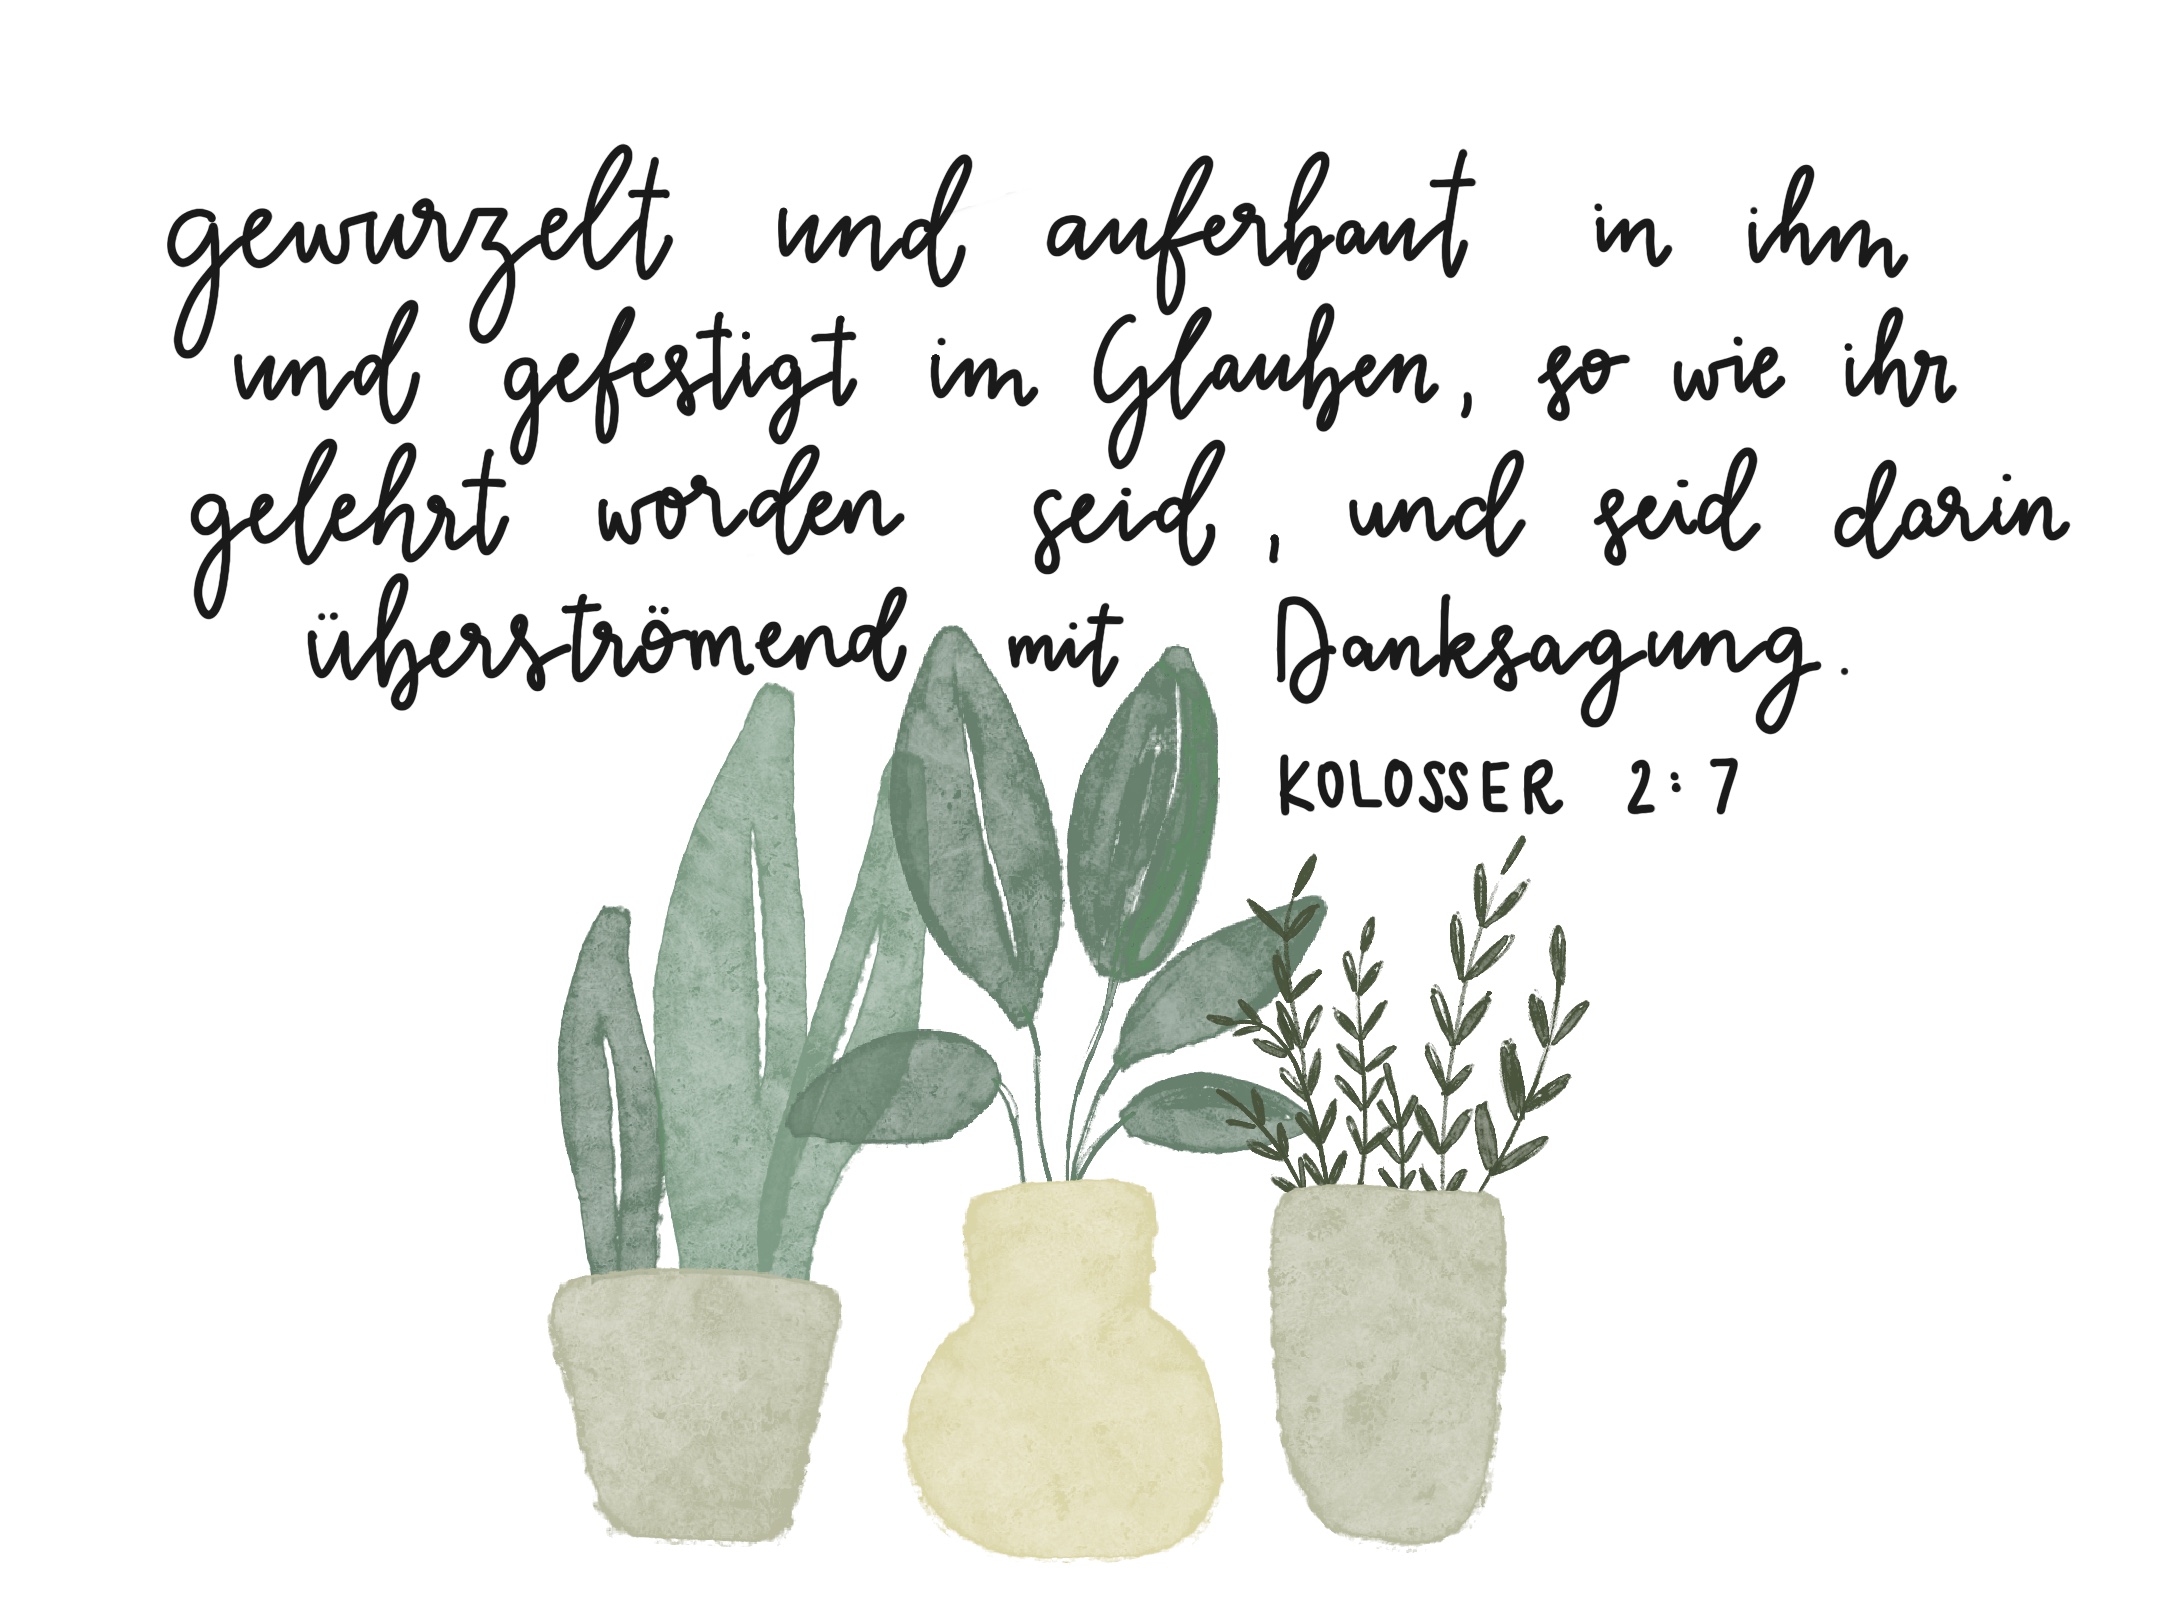 gewurzelt und auferbaut in ihm
und gefestigt im Glauben, so wie ihr
gelehrt worden seid, und seid darin
überströmend mit Danksagung.
KOLOSSER 2:7